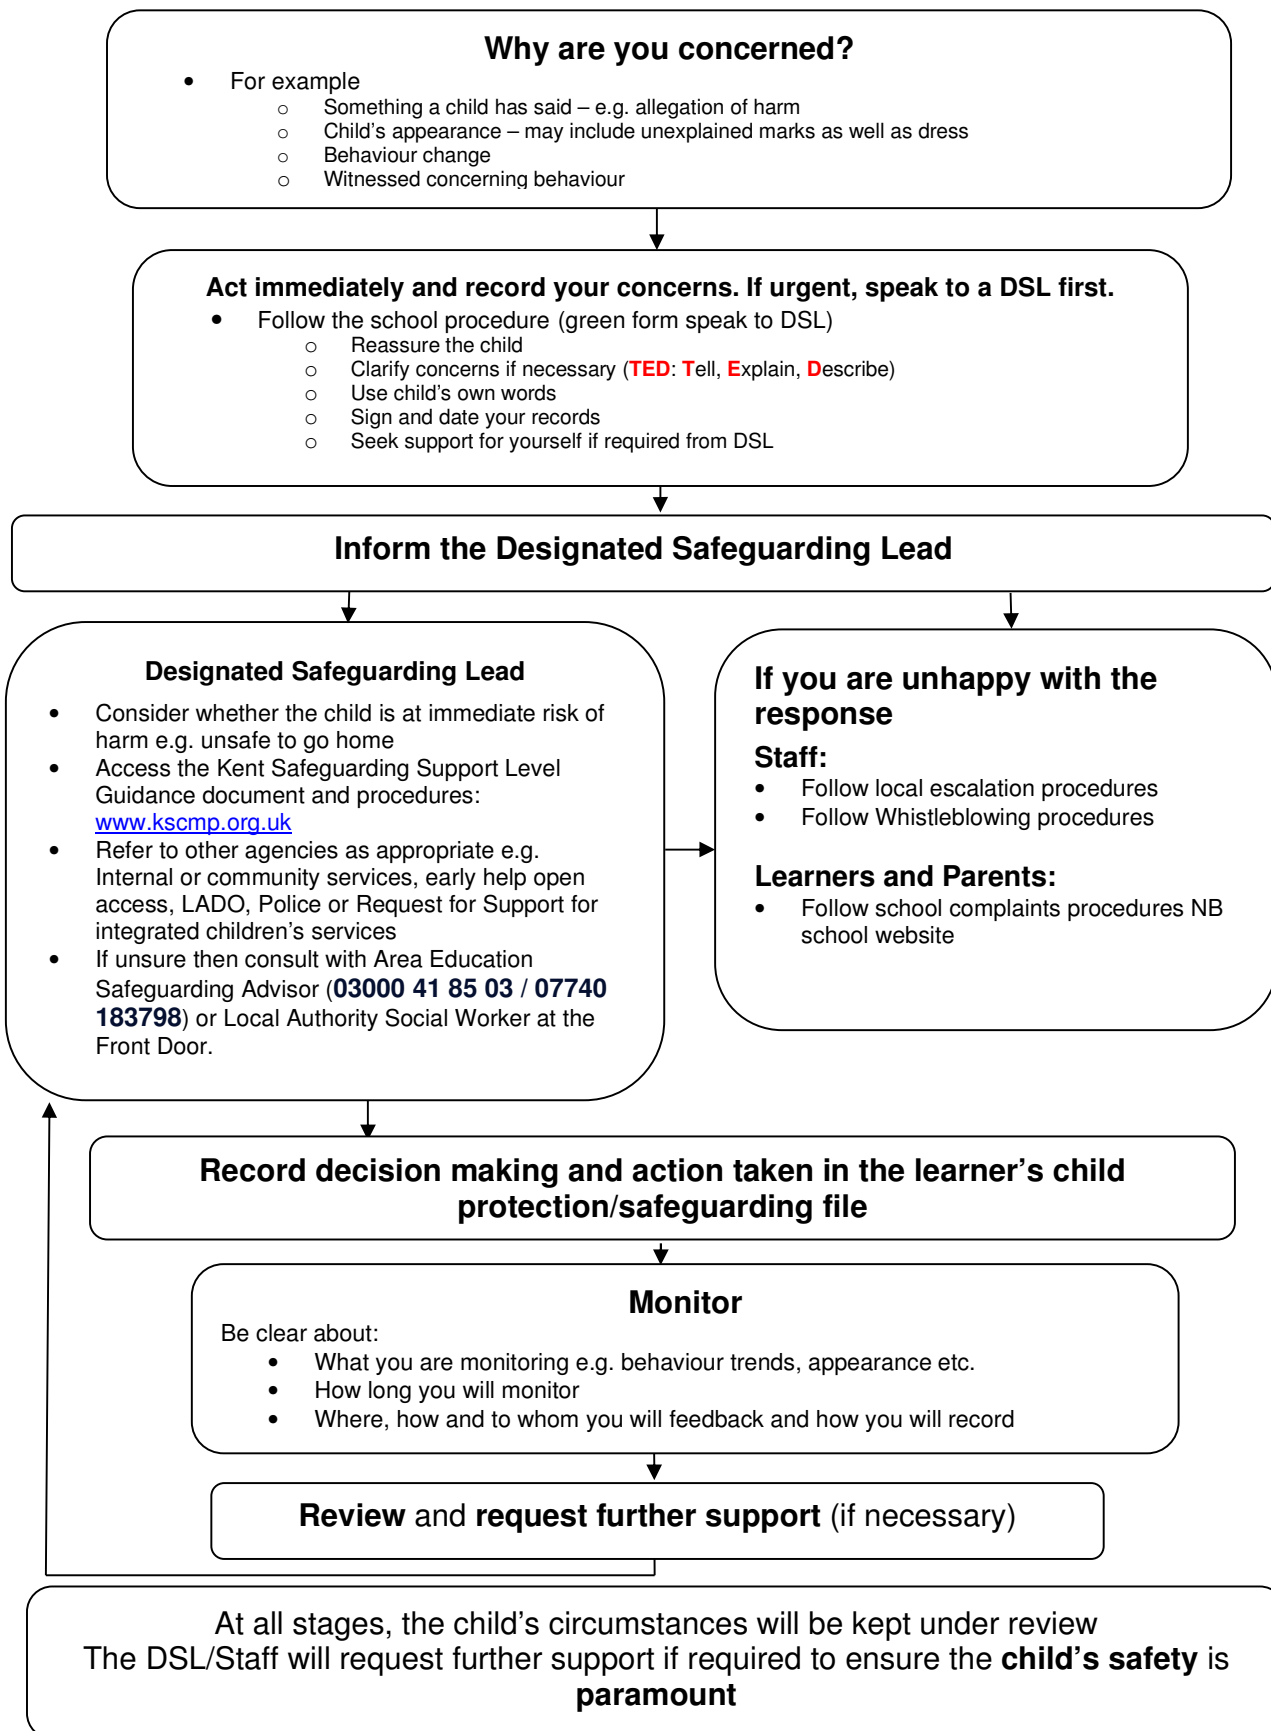 Why are you concerned?
• For example
o Something a child has said – e.g. allegation of harm
o Child's appearance – may include unexplained marks as well as dress
o Behaviour change
o Witnessed concerning behaviour
Act immediately and record your concerns. If urgent, speak to a DSL first.
• Follow the school procedure (green form speak to DSL)
o Reassure the child
o Clarify concerns if necessary (TED: Tell, Explain, Describe)
o Use child's own words
o Sign and date your records
o Seek support for yourself if required from DSL
Inform the Designated Safeguarding Lead
Designated Safeguarding Lead
• Consider whether the child is at immediate risk of
harm e.g. unsafe to go home
• Access the Kent Safeguarding Support Level
Guidance document and procedures:
www.kscmp.org.uk
• Refer to other agencies as appropriate e.g.
Internal or community services, early help open
access, LADO, Police or Request for Support for
integrated children's services
• If unsure then consult with Area Education
Safeguarding Advisor (03000 41 85 03 / 07740
183798) or Local Authority Social Worker at the
Front Door.
If you are unhappy with the
response
Staff:
• Follow local escalation procedures
• Follow Whistleblowing procedures
Learners and Parents:
• Follow school complaints procedures NB
school website
Record decision making and action taken in the learner's child
protection/safeguarding file
Monitor
Be clear about:
• What you are monitoring e.g. behaviour trends, appearance etc.
• How long you will monitor
• Where, how and to whom you will feedback and how you will record
Review and request further support (if necessary)
At all stages, the child's circumstances will be kept under review
The DSL/Staff will request further support if required to ensure the child's safety is
paramount